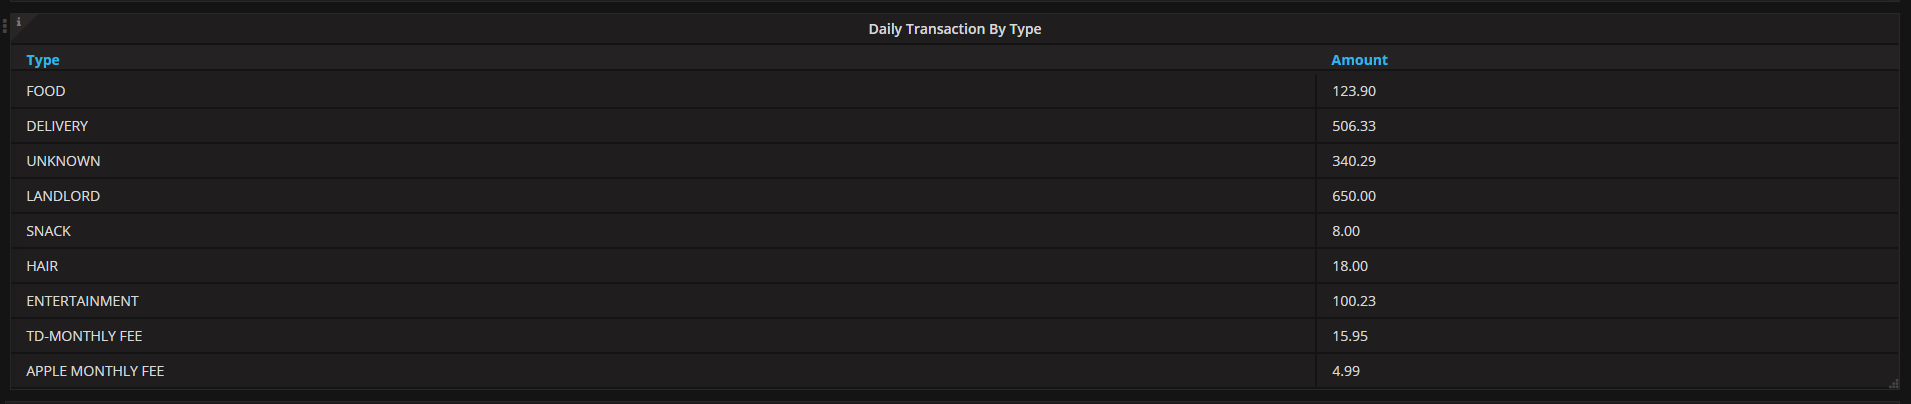 i
Daily Transaction By Type
Type Amount
FOOD 123.90
DELIVERY 506.33
UNKNOWN 340.29
LANDLORD 650.00
SNACK 8.00
HAIR 18.00
ENTERTAINMENT 100.23
TD-MONTHLY FEE 15.95
APPLE MONTHLY FEE 4.99